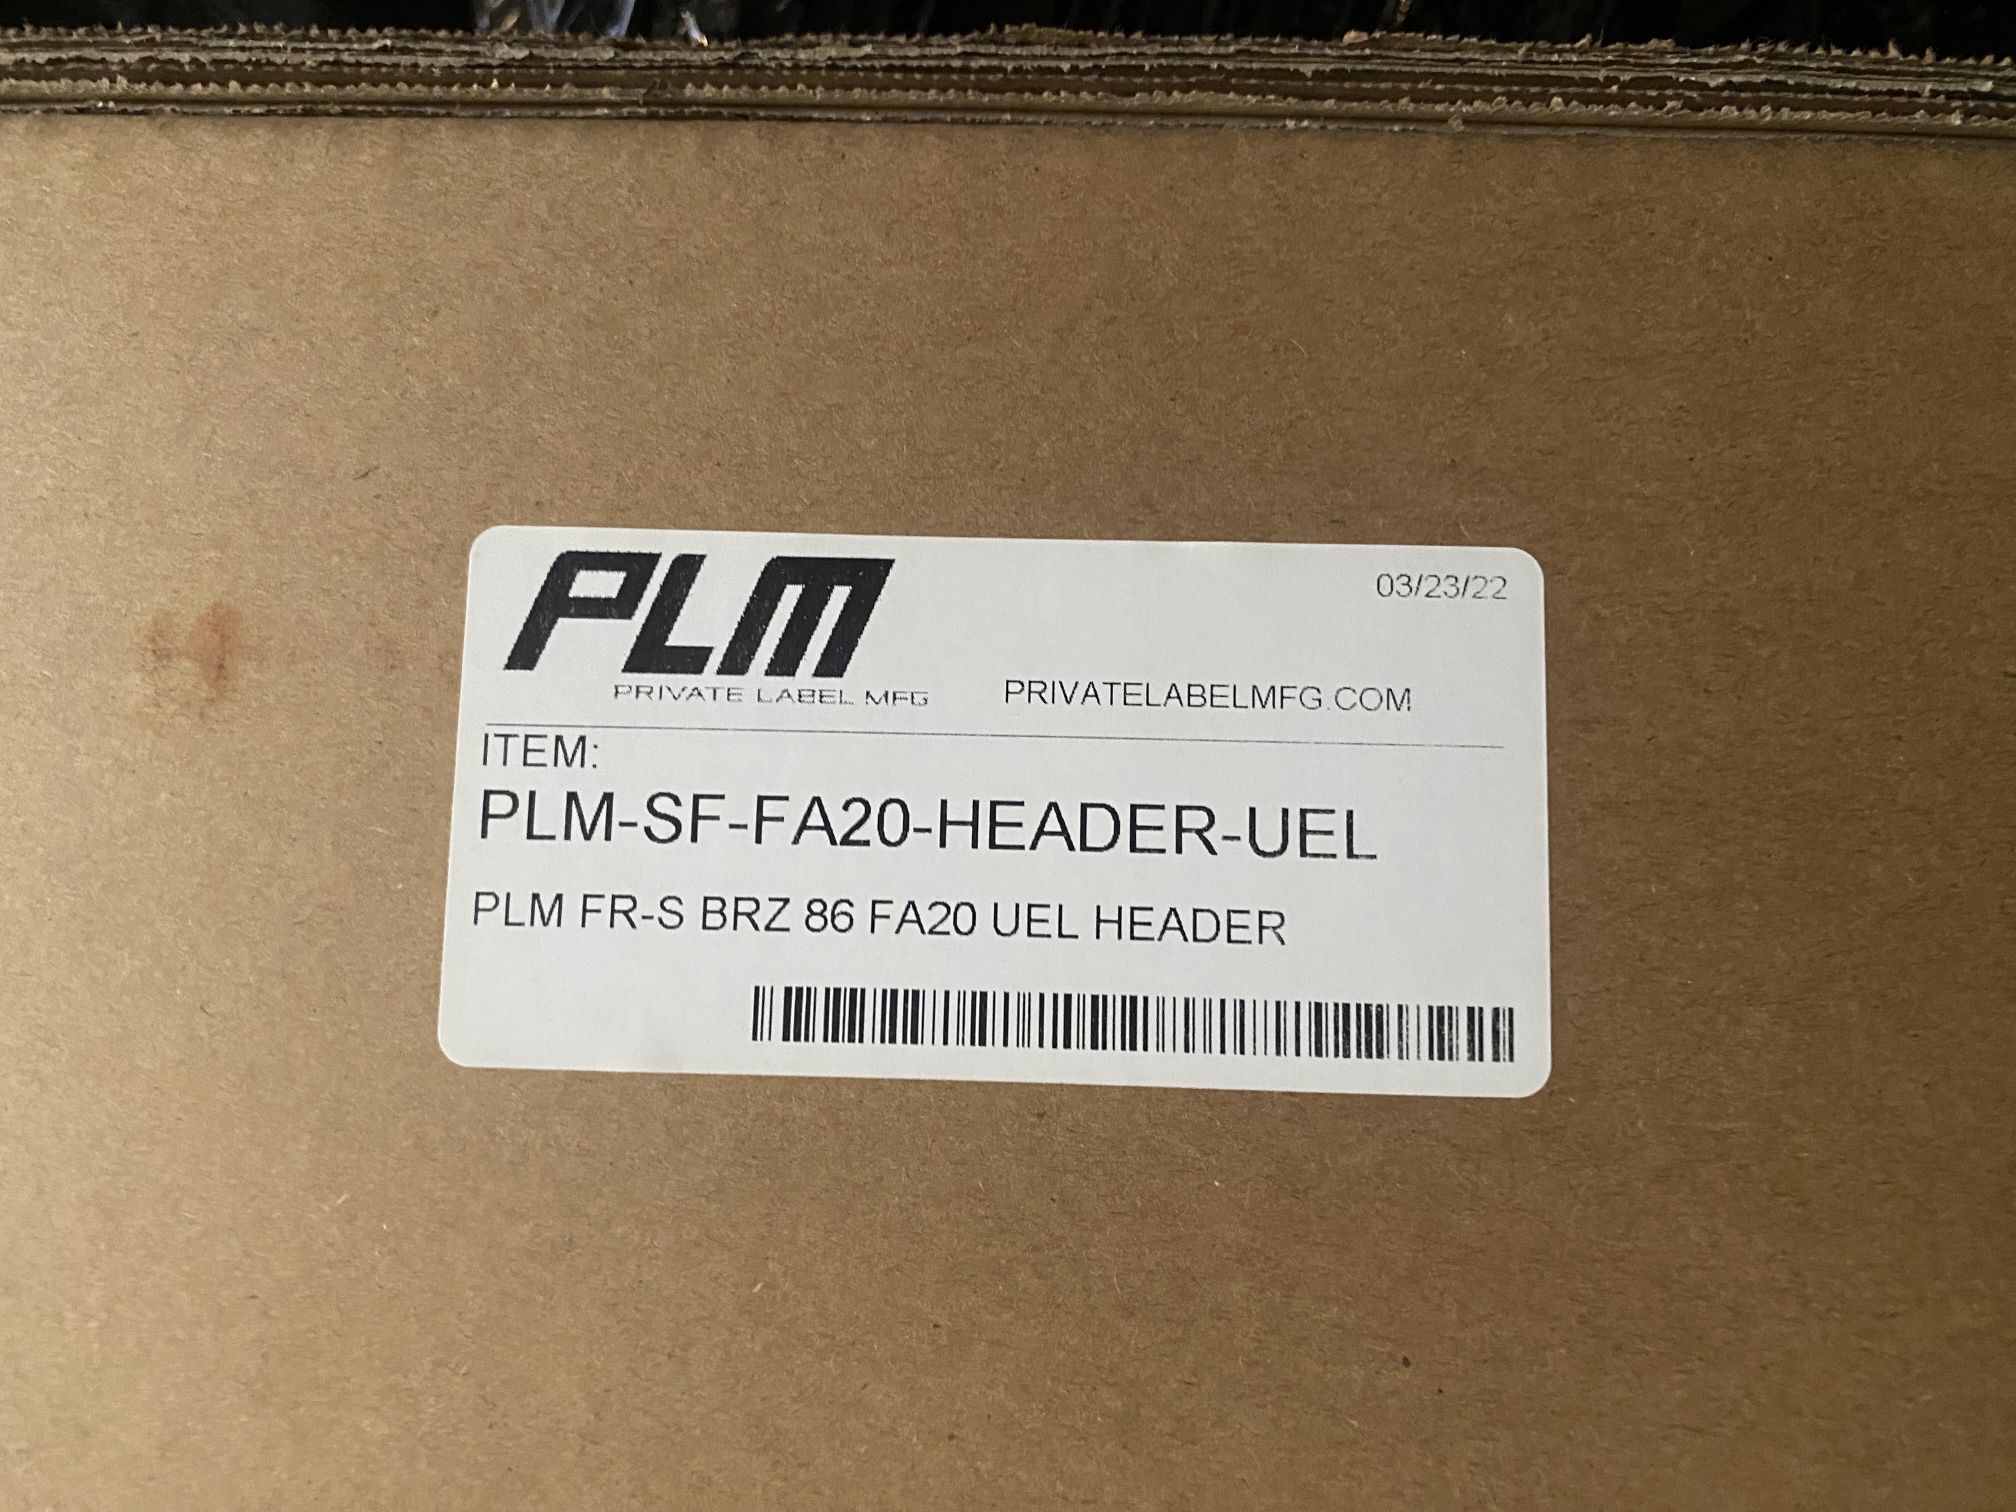 PLM
PRIVATE LABEL MFG
03/23/22
PRIVATELABELMFG.COM
ITEM:
PLM-SF-FA20-HEADER-UEL
PLM FR-S BRZ 86 FA20 UEL HEADER